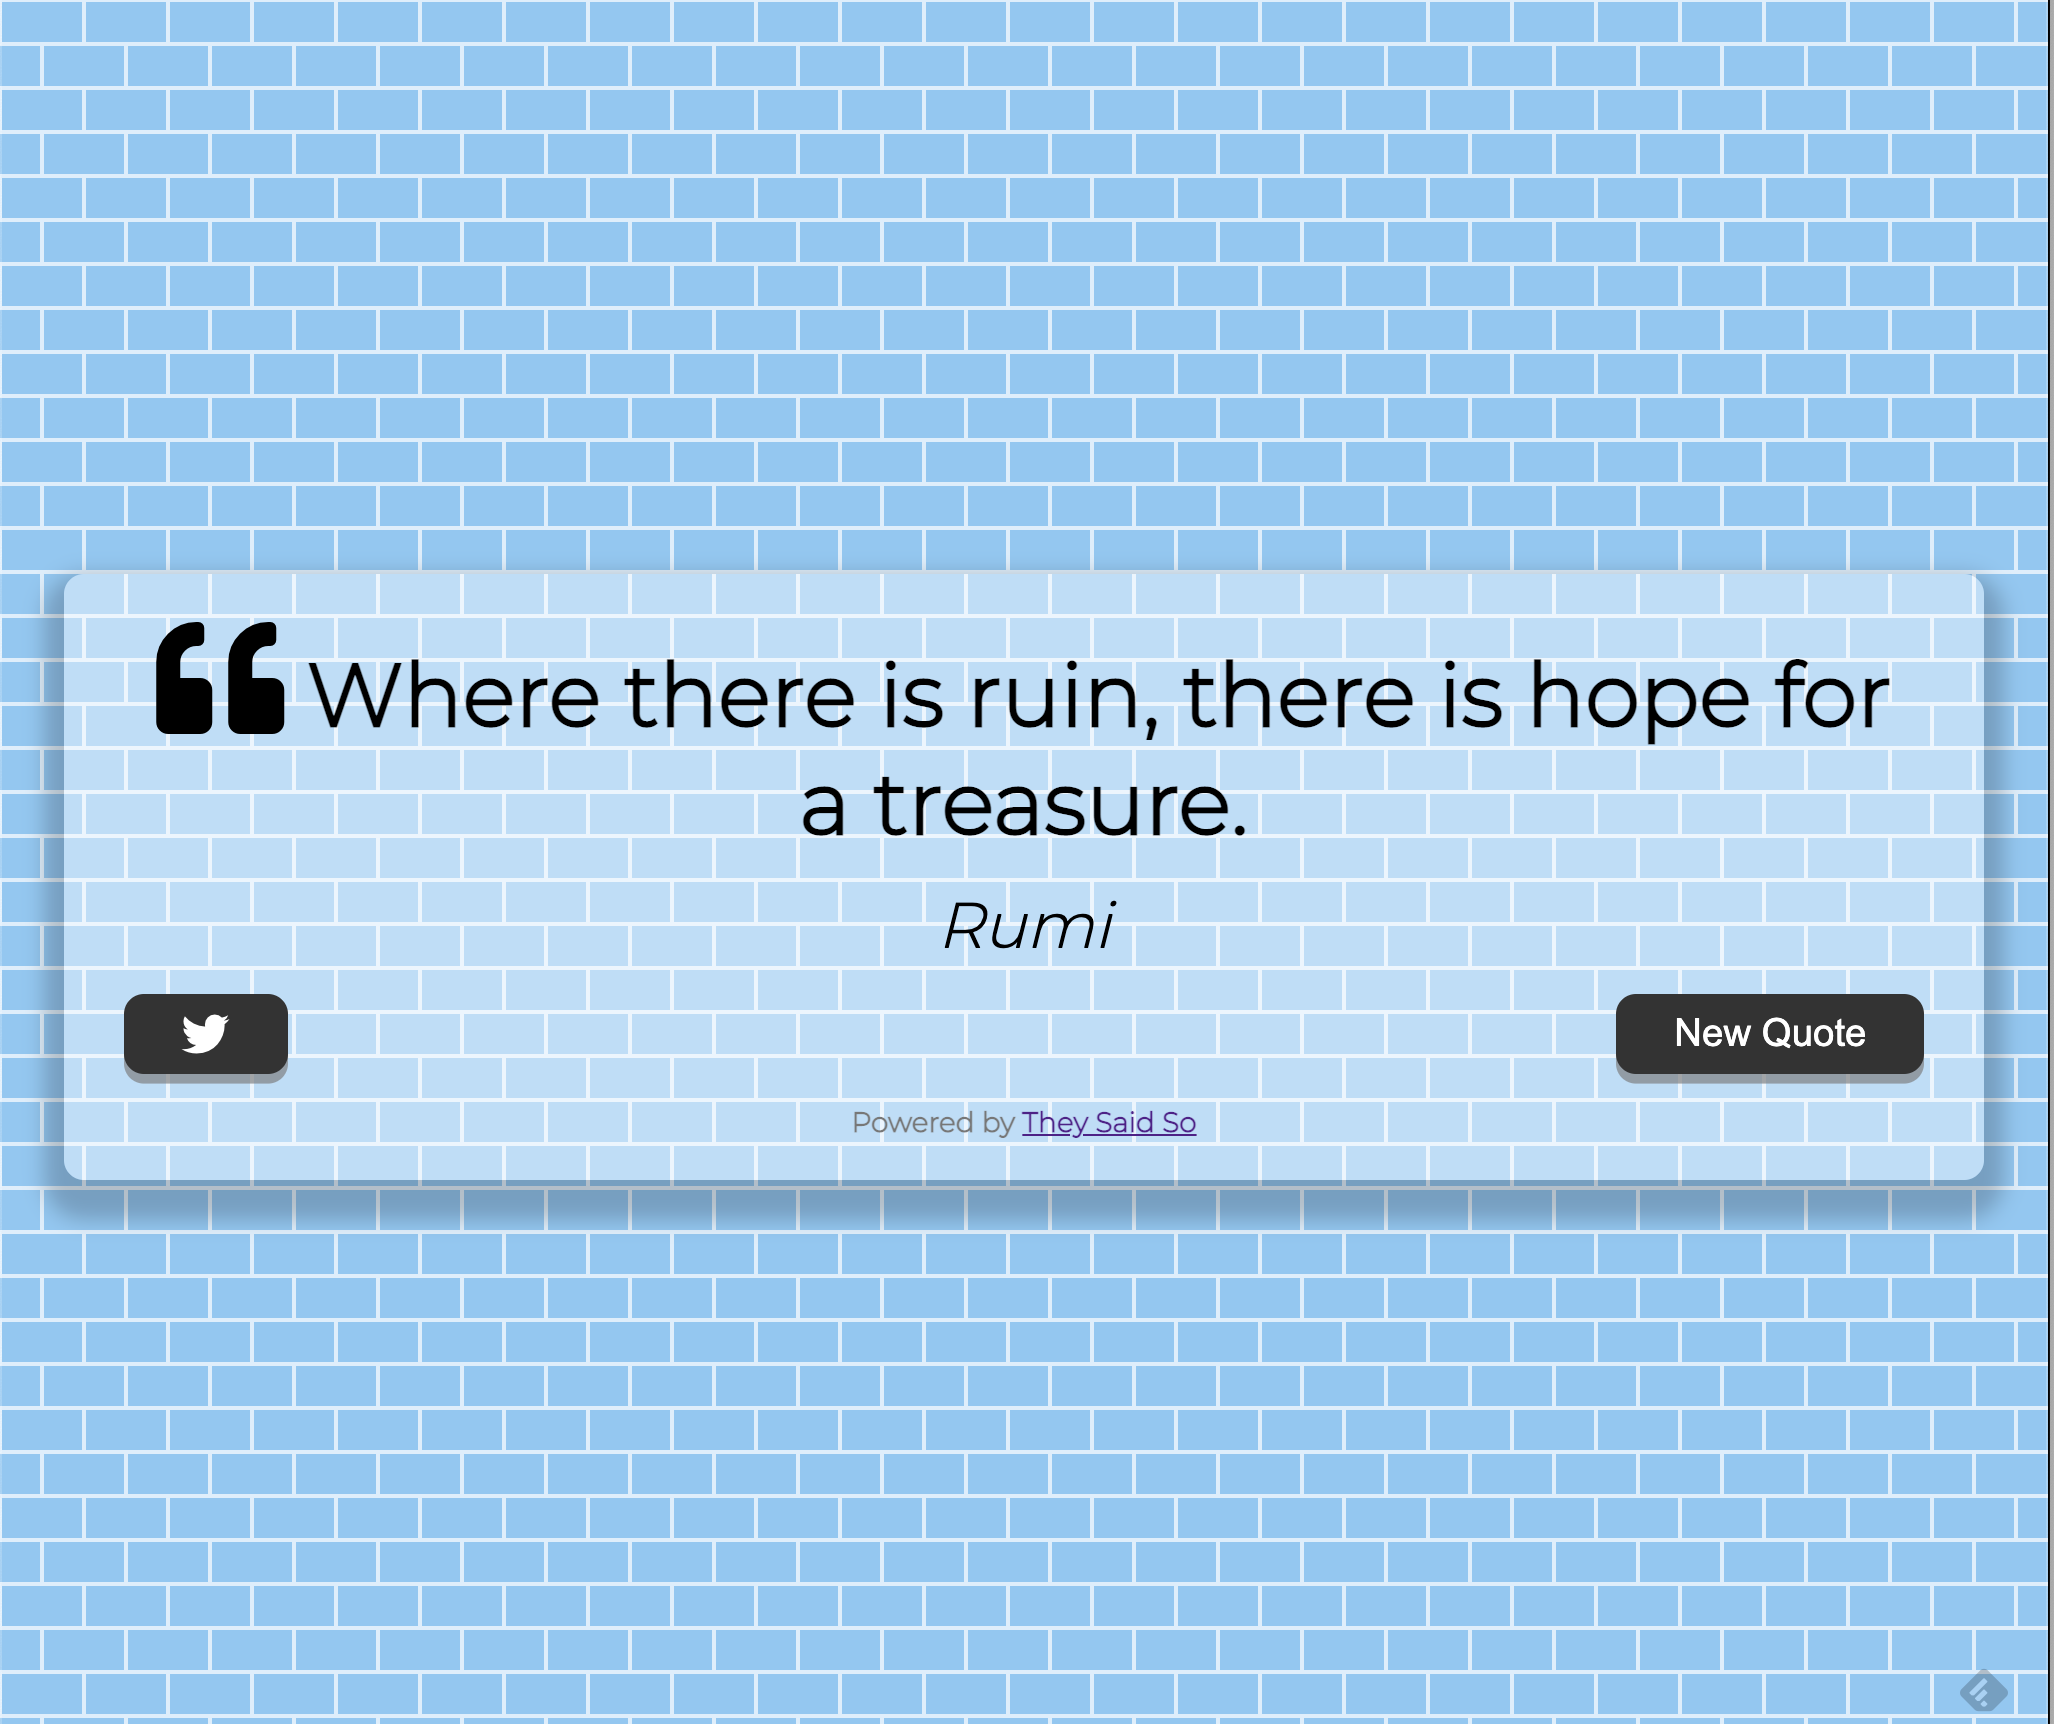 “ Where there is ruin, there is hope for
a treasure.
Rumi
New Quote
Powered by They Said So